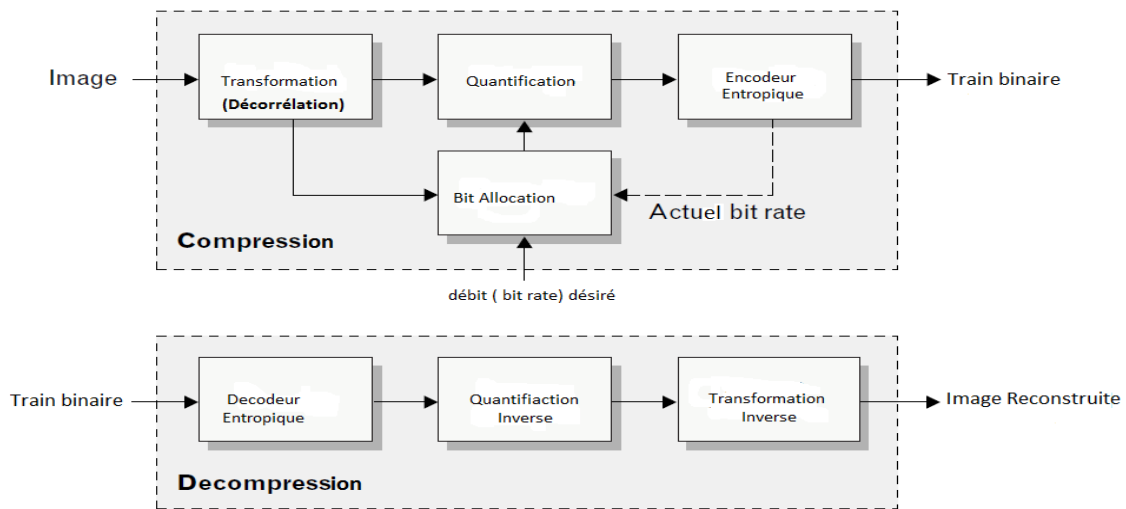 Image
Transformation
(Décorrélation)
Quantification
Encodeur
Entropique
Train binaire
Bit Allocation
Actuel bit rate
Compression
débit ( bit rate) désiré
Train binaire
Decodeur
Entropique
Quantifiaction
Inverse
Transformation
Inverse
Image Reconstruite
Decompression